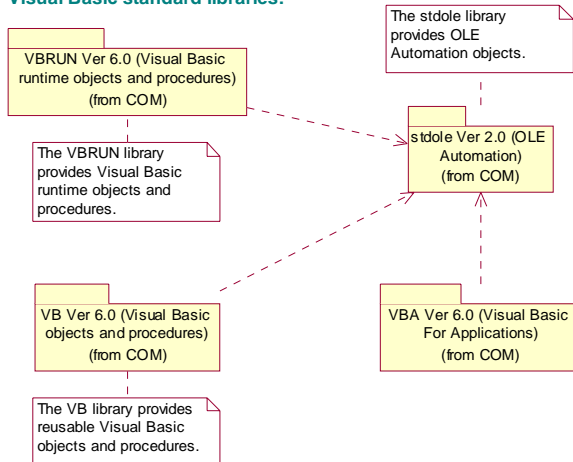 Visual Basic standard libraries:
The stdole library
provides OLE
Automation objects.
VBRUN Ver 6.0 (Visual Basic
runtime objects and procedures)
(from COM)
stdole Ver 2.0 (OLE
Automation)
(from COM)
The VBRUN library
provides Visual Basic
runtime objects and
procedures.
VB Ver 6.0 (Visual Basic
objects and procedures)
(from COM)
VBA Ver 6.0 (Visual Basic
For Applications)
(from COM)
The VB library provides
reusable Visual Basic
objects and procedures.